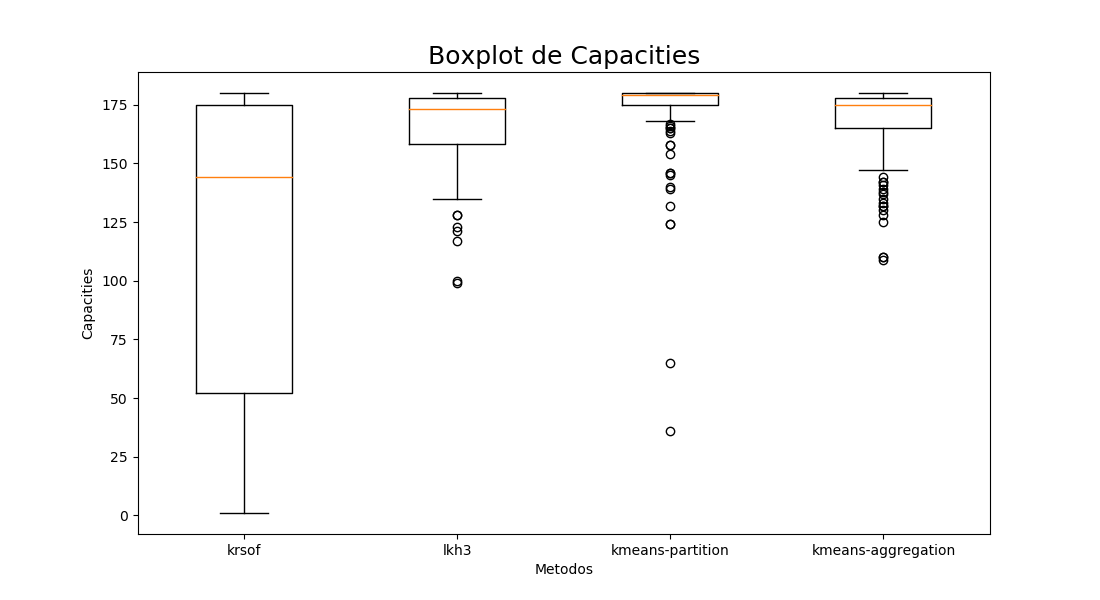 Boxplot de Capacities
Capacities
175
150
125
100
75
50
25
0
krsof lkh3 kmeans-partition kmeans-aggregation
Metodos